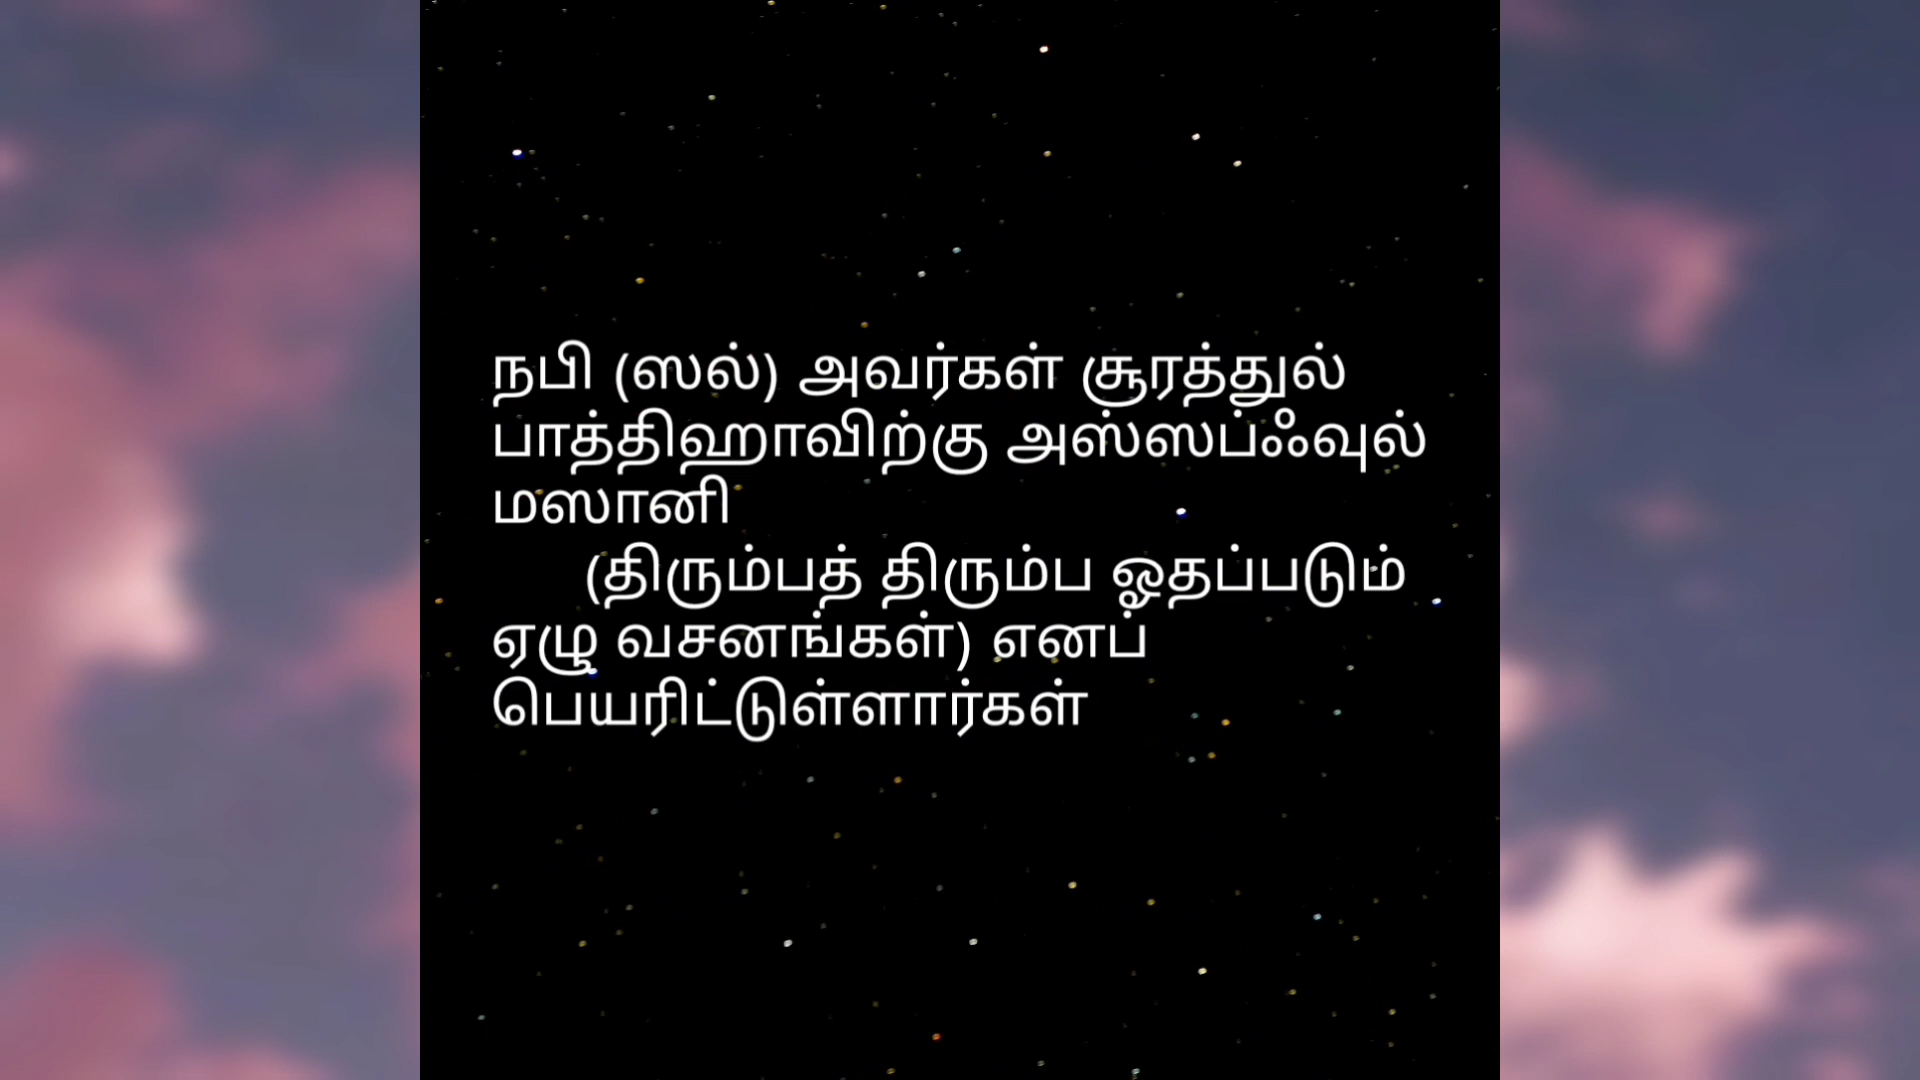 நபி (ஸல்) அவர்கள் சூரத்துல்
பாத்திஹாவிற்கு அஸ்ஸப்ஃவுல்
மஸானி
(திரும்பத் திரும்ப ஓதப்படும்
ஏழு வசனங்கள்) எனப்
பெயரிட்டுள்ளார்கள்